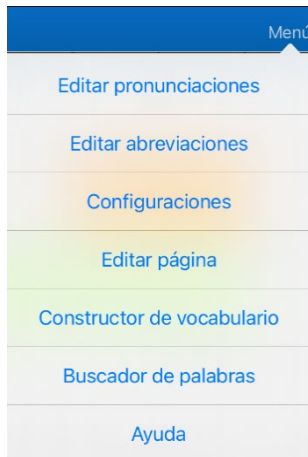 Menú
Editar pronunciaciones
Editar abreviaciones
Configuraciones
Editar página
Constructor de vocabulario
Buscador de palabras
Ayuda